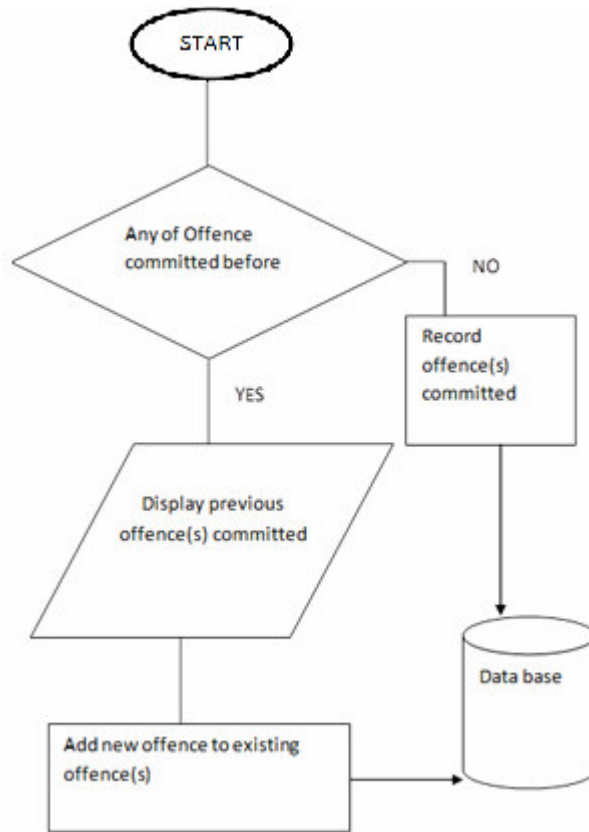 START
Any of Offence
committed before
NO
Record
offence(s)
committed
YES
Display previous
offence(s) committed
Data base
Add new offence to existing
offence(s)